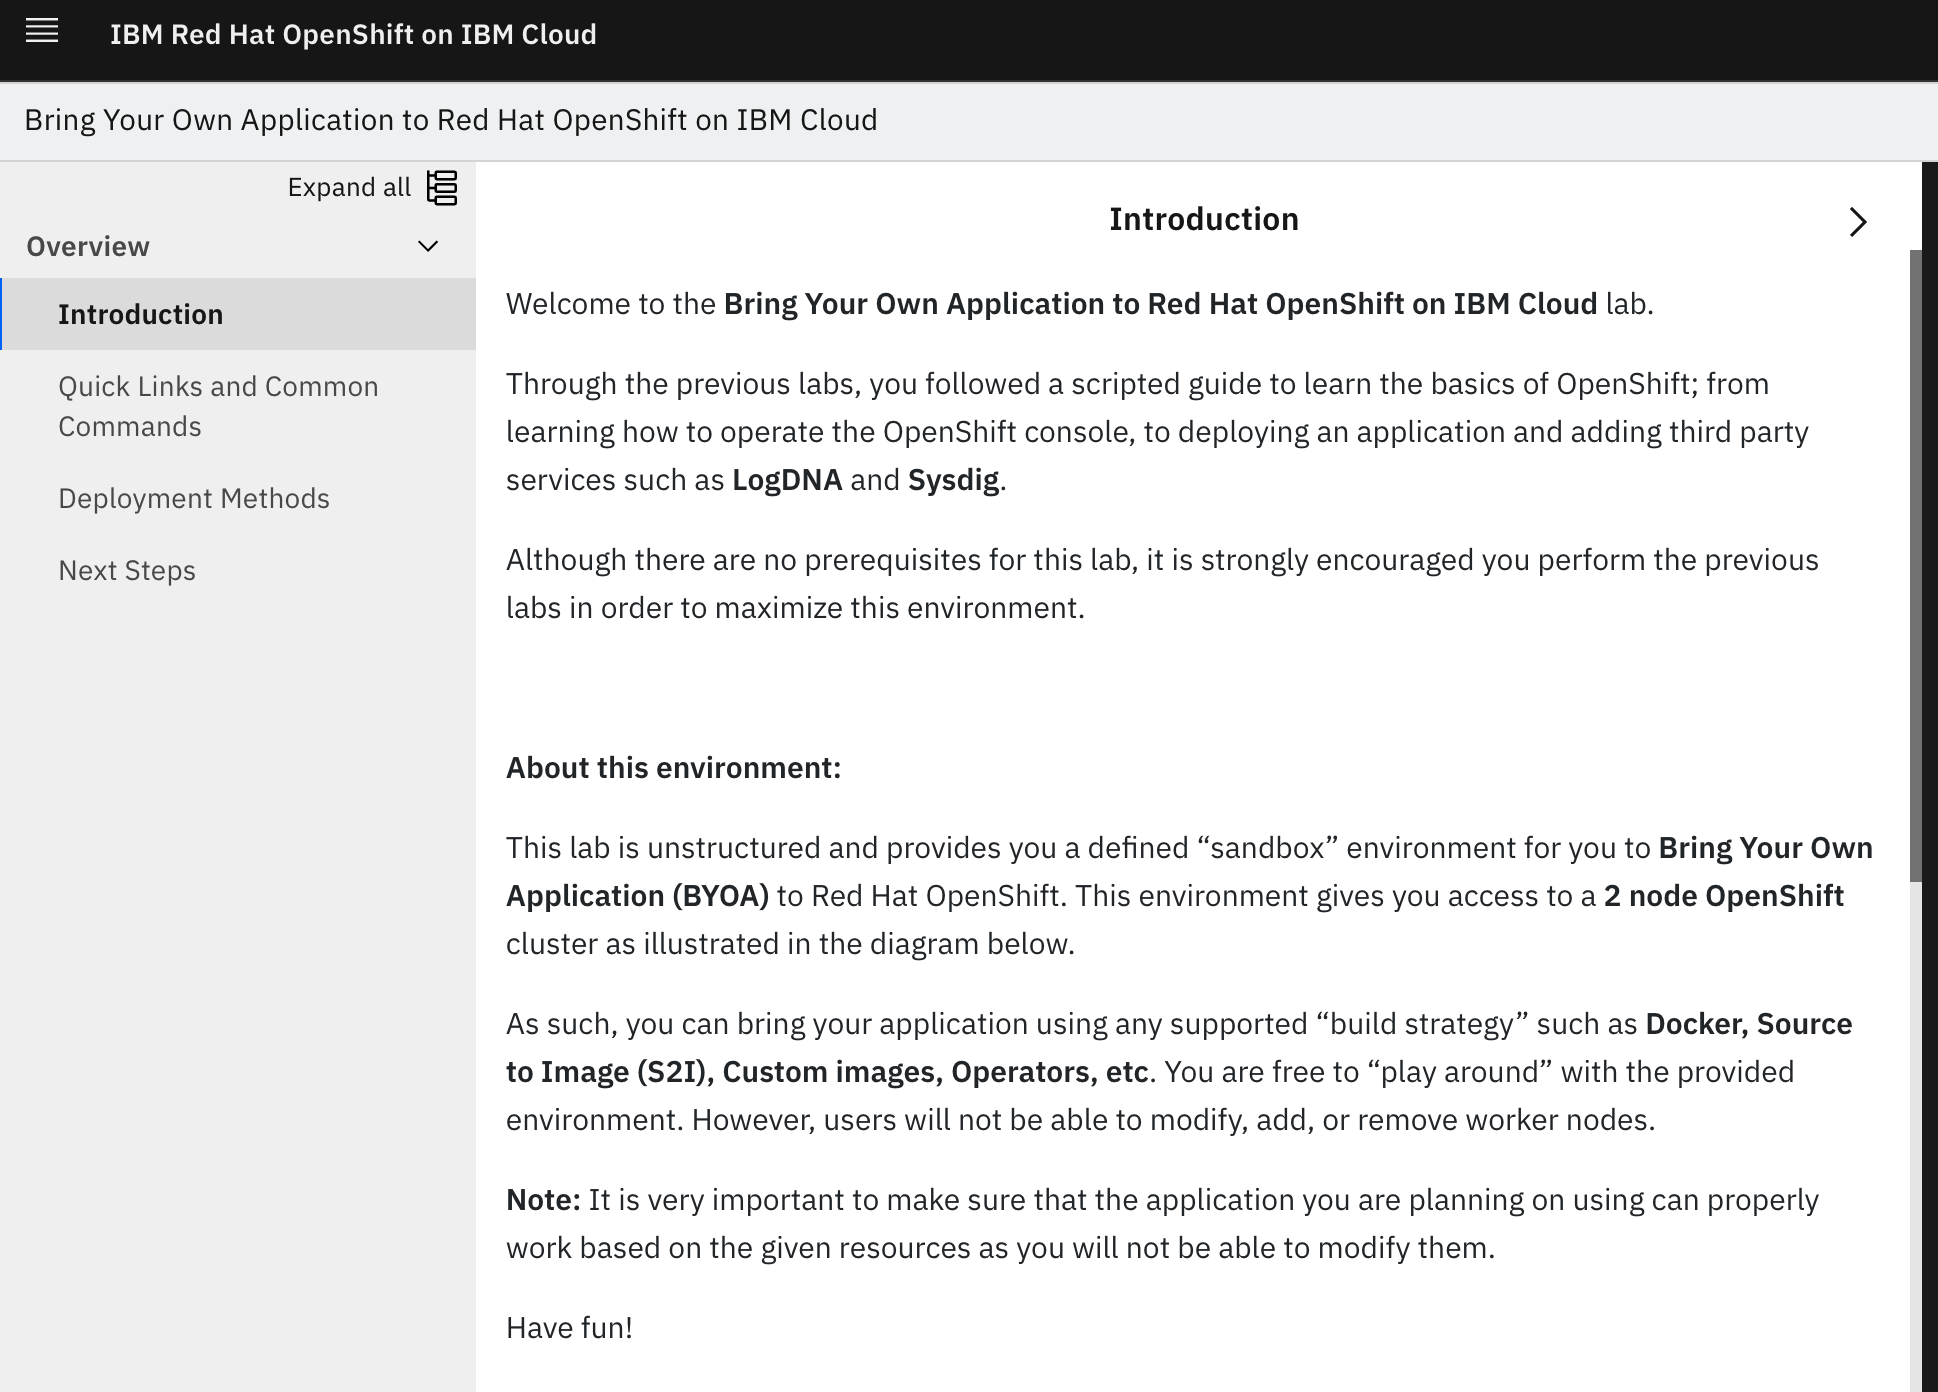 IBM Red Hat OpenShift on IBM Cloud
Bring Your Own Application to Red Hat OpenShift on IBM Cloud
Expand all
Overview
Introduction
Quick Links and Common
Commands
Deployment Methods
Next Steps
Introduction
Welcome to the Bring Your Own Application to Red Hat OpenShift on IBM Cloud lab.
Through the previous labs, you followed a scripted guide to learn the basics of OpenShift; from
learning how to operate the OpenShift console, to deploying an application and adding third party
services such as LogDNA and Sysdig.
Although there are no prerequisites for this lab, it is strongly encouraged you perform the previous
labs in order to maximize this environment.
About this environment:
This lab is unstructured and provides you a defined “sandbox” environment for you to Bring Your Own
Application (BYOA) to Red Hat OpenShift. This environment gives you access to a 2 node OpenShift
cluster as illustrated in the diagram below.
As such, you can bring your application using any supported “build strategy” such as Docker, Source
to Image (S2I), Custom images, Operators, etc. You are free to “play around” with the provided
environment. However, users will not be able to modify, add, or remove worker nodes.
Note: It is very important to make sure that the application you are planning on using can properly
work based on the given resources as you will not be able to modify them.
Have fun!